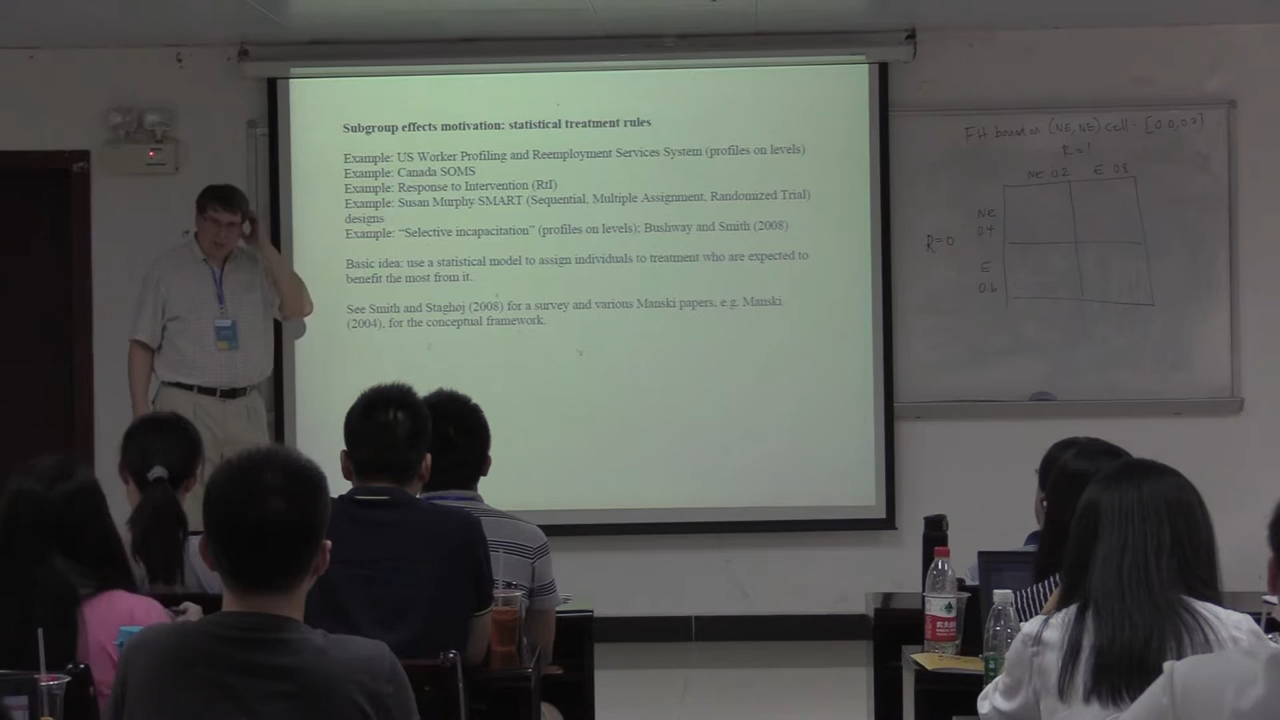 Subgroup effects motivation: statistical treatment rules
Example: US Worker Profiling and Reemployment Services System (profiles on levels)
Example: Canada SOMS
Example: Response to Intervention (RtI)
Example: Susan Murphy SMART (Sequential, Multiple Assignment, Randomized Trial)
designs
Example: “Selective incapacitation” (profiles on levels); Bushway and Smith (2008)
Basic idea: use a statistical model to assign individuals to treatment who are expected to
benefit the most from it.
See Smith and Staghøj (2008) for a survey and various Manski papers, e.g. Manski
(2004), for the conceptual framework.
FH bound on (NE, NE) cell
R=1
NE 0.2 E 0.8
NE
0.4
R=0
E
0.6
农夫山泉